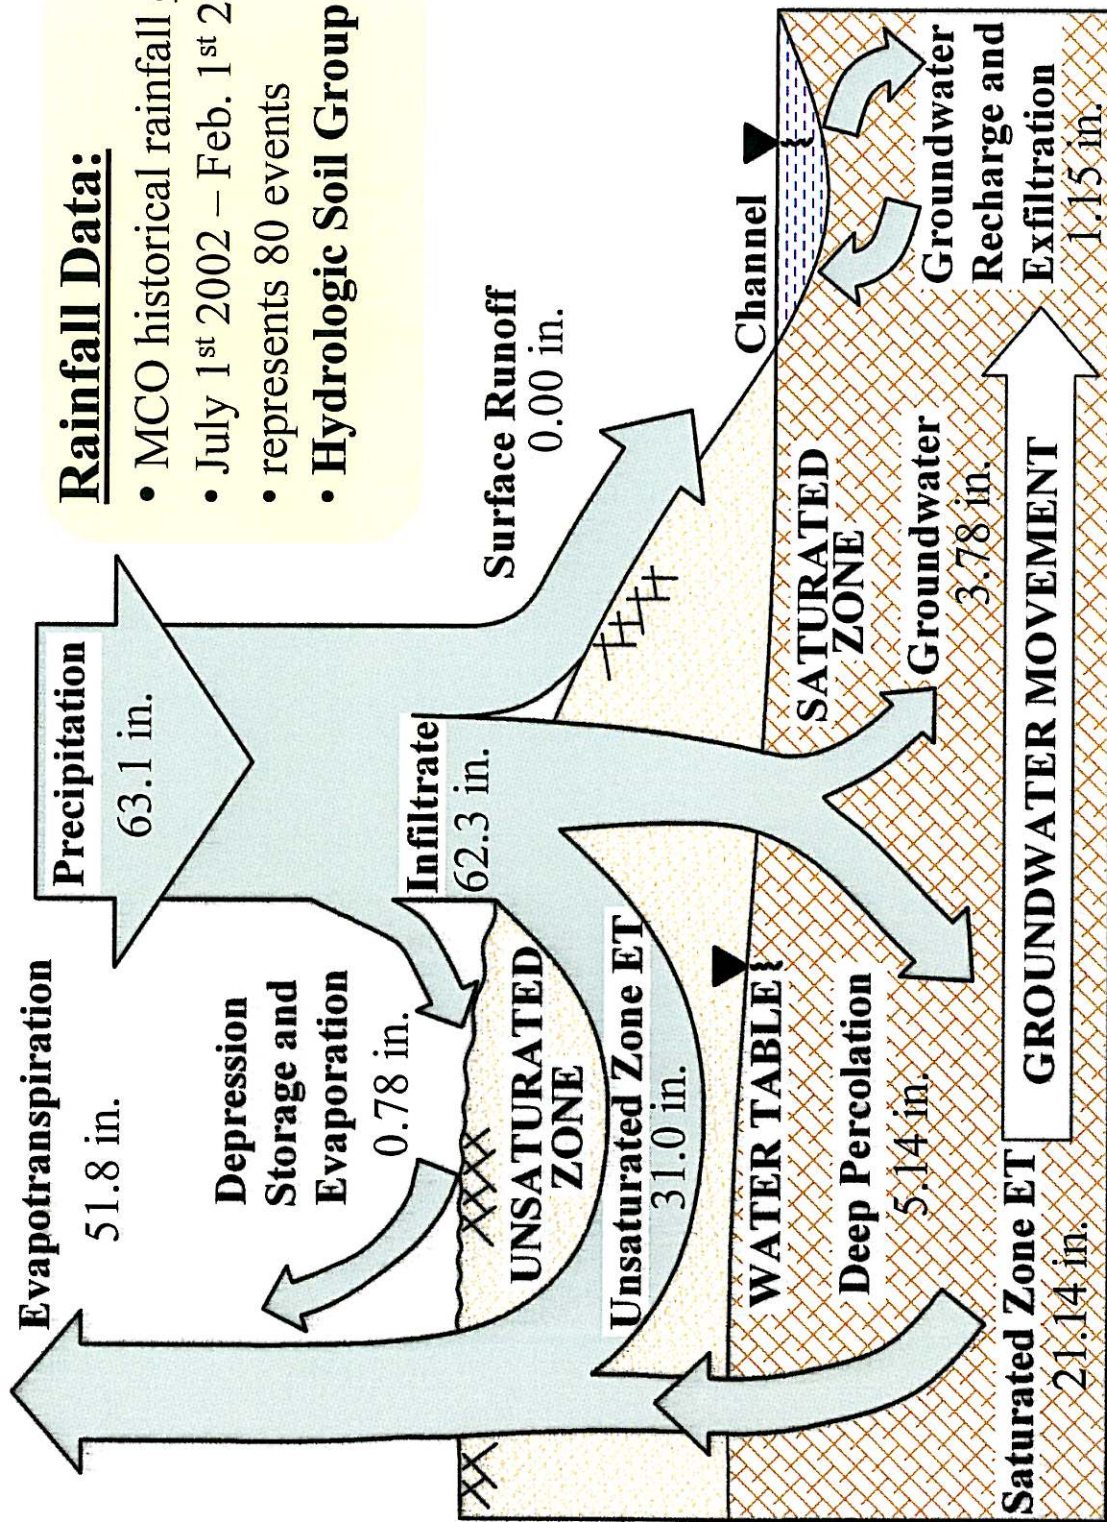 Rainfall Data:
• MCO historical rainfall
• July 1st 2002 – Feb. 1st 2
• represents 80 events
• Hydrologic Soil Group
Evapotranspiration
51.8 in.
Precipitation
63.1 in.
Depression
Storage and
Evaporation
0.78 in.
Infiltrate
62.3 in.
Surface Runoff
0.00 in.
UNSATURATED
ZONE
Unsaturated Zone ET
31.0 in.
Channel
WATER TABLE
SATURATED
ZONE
Deep Percolation
5.14 in.
Groundwater
3.78 in.
Groundwater
Recharge and
Exfiltration
1.15 in.
Saturated Zone ET
21.14 in.
GROUNDWATER MOVEMENT